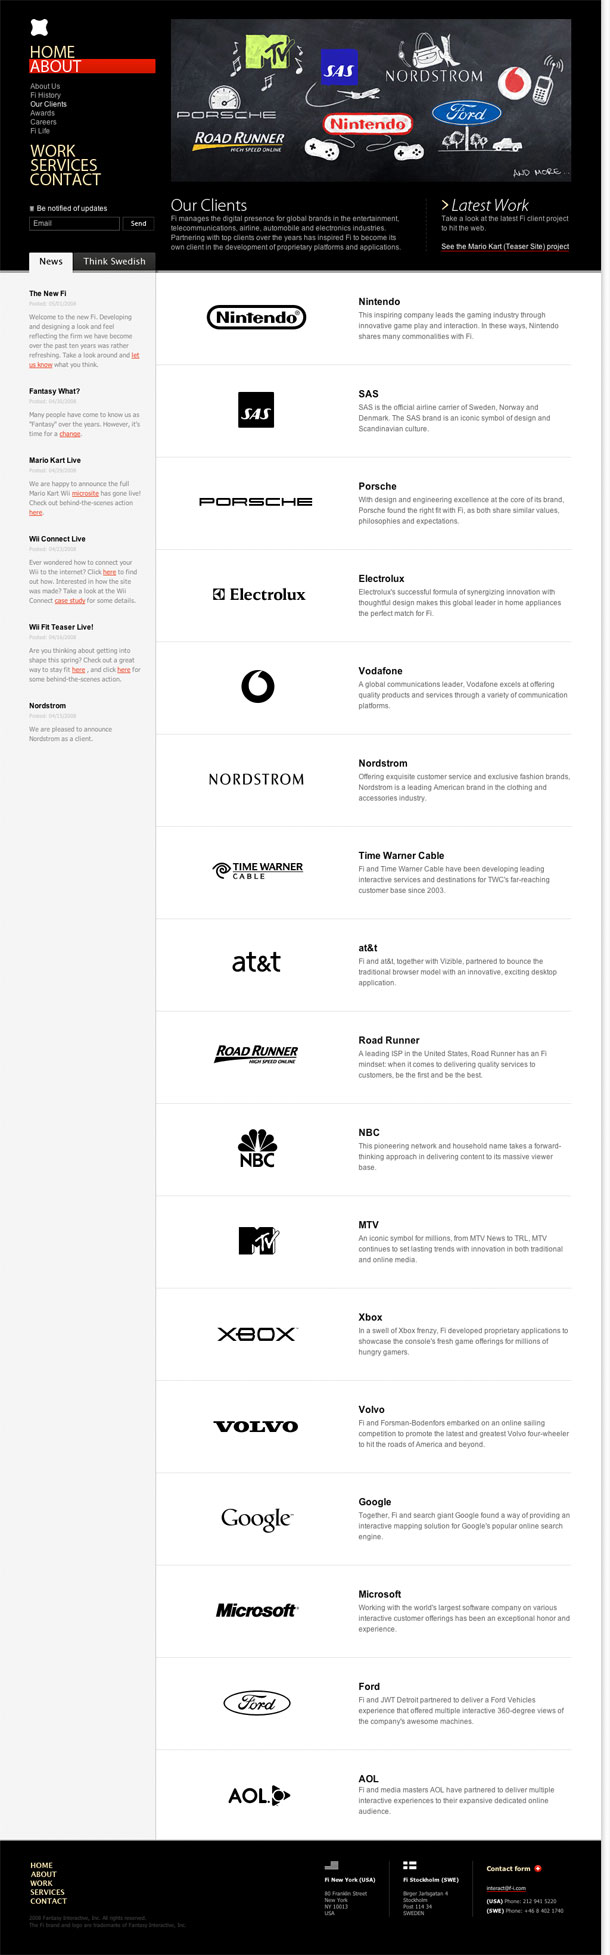 HOME
ABOUT
About Us
Fi History
Our Clients
Awards
Careers
Fi Life
WORK
SERVICES
CONTACT
Be notified of updates
Email
Send
MTV
SAS
NORDSTROM
PORSCHE
Nintendo
Ford
ROAD RUNNER
HIGH SPEED ONLINE
AND MORE...
Our Clients
Fi manages the digital presence for global brands in the entertainment,
telecommunications, airline, automobile and electronics industries.
Partnering with top clients over the years has inspired Fi to become its
own client in the development of proprietary platforms and applications.
Latest Work
Take a look at the latest Fi client project
to hit the web.
See the Mario Kart (Teaser Site) project
News
Think Swedish
The New Fi
Posted: 05/01/2008
Welcome to the new Fi. Developing
and designing a look and feel
reflecting the firm we have become
over the past ten years was rather
refreshing. Take a look around and let
us know what you think.
Fantasy What?
Posted: 04/30/2008
Many people have come to know us as
"Fantasy" over the years. However, it's
time for a change.
Mario Kart Live
Posted: 04/29/2008
We are happy to announce the full
Mario Kart Wii microsite has gone live!
Check out behind-the-scenes action
here.
Wii Connect Live
Posted: 04/23/2008
Ever wondered how to connect your
Wii to the internet? Click here to find
out how. Interested in how the site
was made? Take a look at the Wii
Connect case study for some details.
Wii Fit Teaser Live!
Posted: 04/16/2008
Are you thinking about getting into
shape this spring? Check out a great
way to stay fit here , and click here for
some behind-the-scenes action.
Nordstrom
Posted: 04/15/2008
We are pleased to announce
Nordstrom as a client.
Nintendo®
Nintendo
This inspiring company leads the gaming industry through
innovative game play and interaction. In these ways, Nintendo
shares many commonalities with Fi.
SAS
SAS
SAS is the official airline carrier of Sweden, Norway and
Denmark. The SAS brand is an iconic symbol of design and
Scandinavian culture.
PORSCHE
Porsche
With design and engineering excellence at the core of its brand,
Porsche found the right fit with Fi, as both share similar values,
philosophies and expectations.
Electrolux
Electrolux
Electrolux's successful formula of synergizing innovation with
thoughtful design makes this global leader in home appliances
the perfect match for Fi.
Vodafone
A global communications leader, Vodafone excels at offering
quality products and services through a variety of communication
platforms.
NORDSTROM
Nordstrom
Offering exquisite customer service and exclusive fashion brands,
Nordstrom is a leading American brand in the clothing and
accessories industry.
TIME WARNER
CABLE
Time Warner Cable
Fi and Time Warner Cable have been developing leading
interactive services and destinations for TWC's far-reaching
customer base since 2003.
at&t
at&t
Fi and at&t, together with Vizible, partnered to bounce the
traditional browser model with an innovative, exciting desktop
application.
ROAD RUNNER
HIGH SPEED ONLINE
Road Runner
A leading ISP in the United States, Road Runner has an Fi
mindset: when it comes to delivering quality services to
customers, be the first and be the best.
NBC
NBC
This pioneering network and household name takes a forward-
thinking approach in delivering content to its massive viewer
base.
MTV
MTV
An iconic symbol for millions, from MTV News to TRL, MTV
continues to set lasting trends with innovation in both traditional
and online media.
XBOX™
Xbox
In a swell of Xbox frenzy, Fi developed proprietary applications to
showcase the console's fresh game offerings for millions of
hungry gamers.
VOLVO
Volvo
Fi and Forsman-Bodenfors embarked on an online sailing
competition to promote the latest and greatest Volvo four-wheeler
to hit the roads of America and beyond.
Google™
Google
Together, Fi and search giant Google found a way of providing an
interactive mapping solution for Google's popular online search
engine.
Microsoft®
Microsoft
Working with the world's largest software company on various
interactive customer offerings has been an exceptional honor and
experience.
Ford
Ford
Fi and JWT Detroit partnered to deliver a Ford Vehicles
experience that offered multiple interactive 360-degree views of
the company's awesome machines.
AOL
AOL
Fi and media masters AOL have partnered to deliver multiple
interactive experiences to their expansive dedicated online
audience.
HOME
ABOUT
WORK
SERVICES
CONTACT
2008 Fantasy Interactive, Inc. All rights reserved.
The Fi brand and logo are trademarks of Fantasy Interactive, Inc.
Fi New York (USA)
80 Franklin Street
New York
NY 10013
USA
Fi Stockholm (SWE)
Birger Jarlsgatan 4
Stockholm
Post 114 34
SWEDEN
Contact form
interact@f-i.com
(USA) Phone: 212 941 5220
(SWE) Phone: +46 8 402 1740